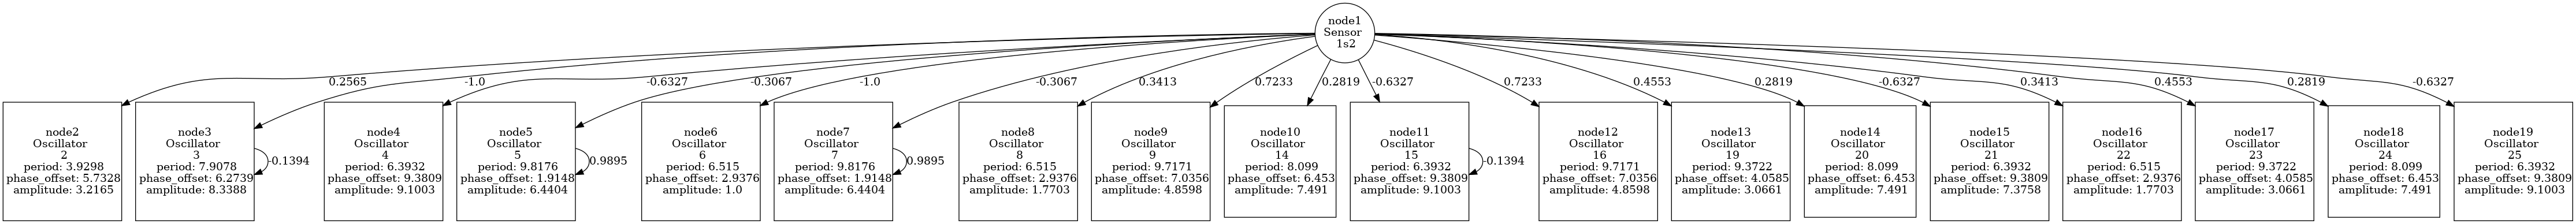 node1
Sensor
1s2
0.2565
-1.0
-0.6327
-0.3067
-1.0
-0.3067
0.3413
0.7233
0.2819
-0.6327
0.7233
0.4553
0.2819
-0.6327
0.3413
0.4553
0.2819
-0.6327
node2
Oscillator
2
period: 3.9298
phase_offset: 5.7328
amplitude: 3.2165
node3
Oscillator
3
period: 7.9078
phase_offset: 6.2739
amplitude: 8.3388
-0.1394
node4
Oscillator
4
period: 6.3932
phase_offset: 9.3809
amplitude: 9.1003
node5
Oscillator
5
period: 9.8176
phase_offset: 1.9148
amplitude: 6.4404
0.9895
node6
Oscillator
6
period: 6.515
phase_offset: 2.9376
amplitude: 1.0
node7
Oscillator
7
period: 9.8176
phase_offset: 1.9148
amplitude: 6.4404
0.9895
node8
Oscillator
8
period: 6.515
phase_offset: 2.9376
amplitude: 1.7703
node9
Oscillator
9
period: 9.7171
phase_offset: 7.0356
amplitude: 4.8598
node10
Oscillator
14
period: 8.099
phase_offset: 6.453
amplitude: 7.491
node11
Oscillator
15
period: 6.3932
phase_offset: 9.3809
amplitude: 9.1003
-0.1394
node12
Oscillator
16
period: 9.7171
phase_offset: 7.0356
amplitude: 4.8598
node13
Oscillator
19
period: 9.3722
phase_offset: 4.0585
amplitude: 3.0661
node14
Oscillator
20
period: 8.099
phase_offset: 6.453
amplitude: 7.491
node15
Oscillator
21
period: 6.3932
phase_offset: 9.3809
amplitude: 7.3758
node16
Oscillator
22
period: 6.515
phase_offset: 2.9376
amplitude: 1.7703
node17
Oscillator
23
period: 9.3722
phase_offset: 4.0585
amplitude: 3.0661
node18
Oscillator
24
period: 8.099
phase_offset: 6.453
amplitude: 7.491
node19
Oscillator
25
period: 6.3932
phase_offset: 9.3809
amplitude: 9.1003